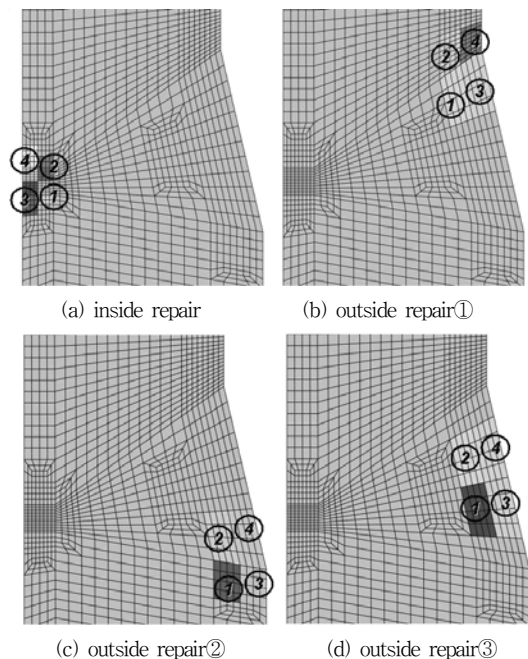 ④ ②
③ ①
② ④
① ③
(a) inside repair
(b) outside repair①
② ④
① ③
② ④
① ③
(c) outside repair②
(d) outside repair③